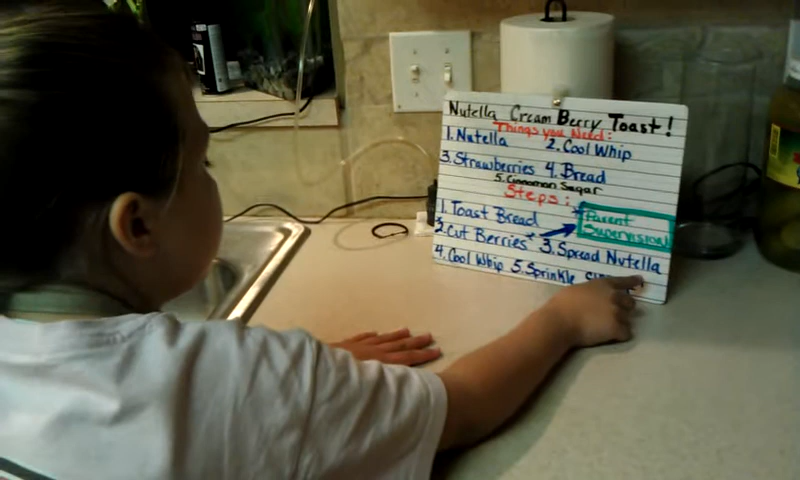 Nutella Cream Berry Toast!
Things you Need:
1. Nutella 2. Cool Whip
3. Strawberries 4. Bread
5. Cinnamon Sugar
Steps:
1. Toast Bread * Parent Supervision
2. Cut Berries * 3. Spread Nutella
4. Cool Whip 5. Sprinkle